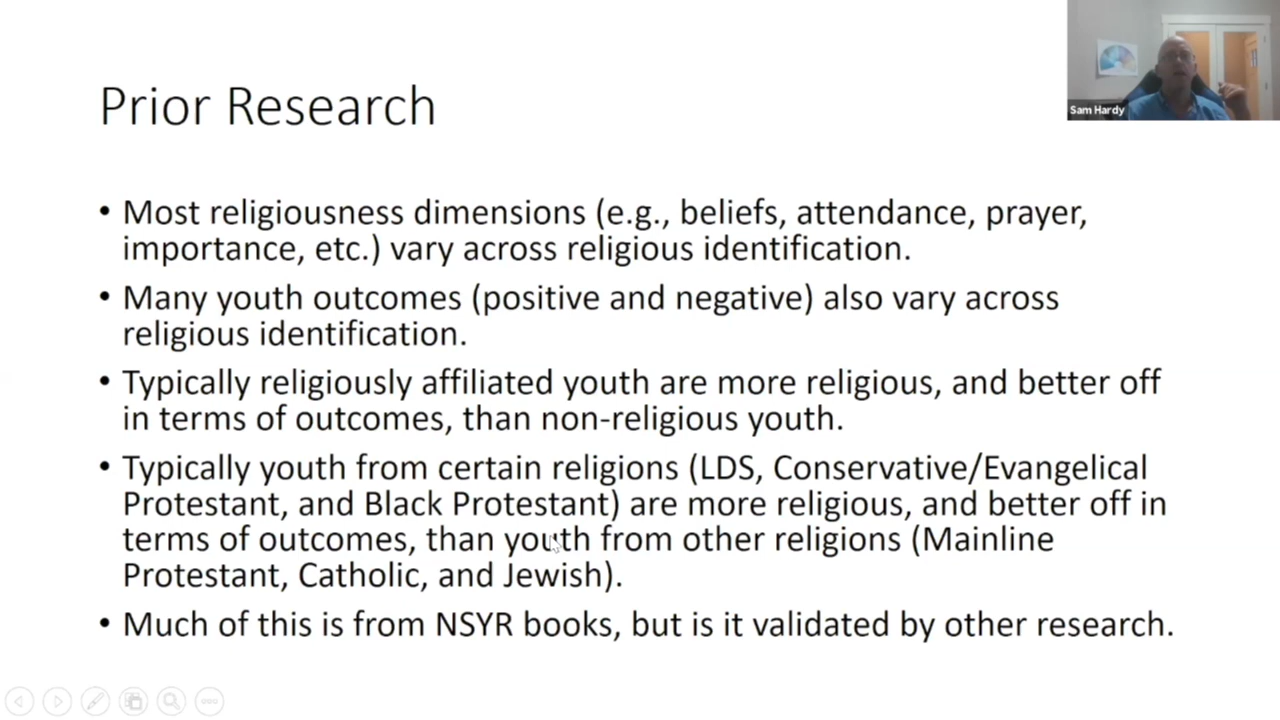 Prior Research
Sam Hardy
• Most religiousness dimensions (e.g., beliefs, attendance, prayer,
importance, etc.) vary across religious identification.
• Many youth outcomes (positive and negative) also vary across
religious identification.
• Typically religiously affiliated youth are more religious, and better off
in terms of outcomes, than non-religious youth.
• Typically youth from certain religions (LDS, Conservative/Evangelical
Protestant, and Black Protestant) are more religious, and better off in
terms of outcomes, than youth from other religions (Mainline
Protestant, Catholic, and Jewish).
• Much of this is from NSYR books, but is it validated by other research.